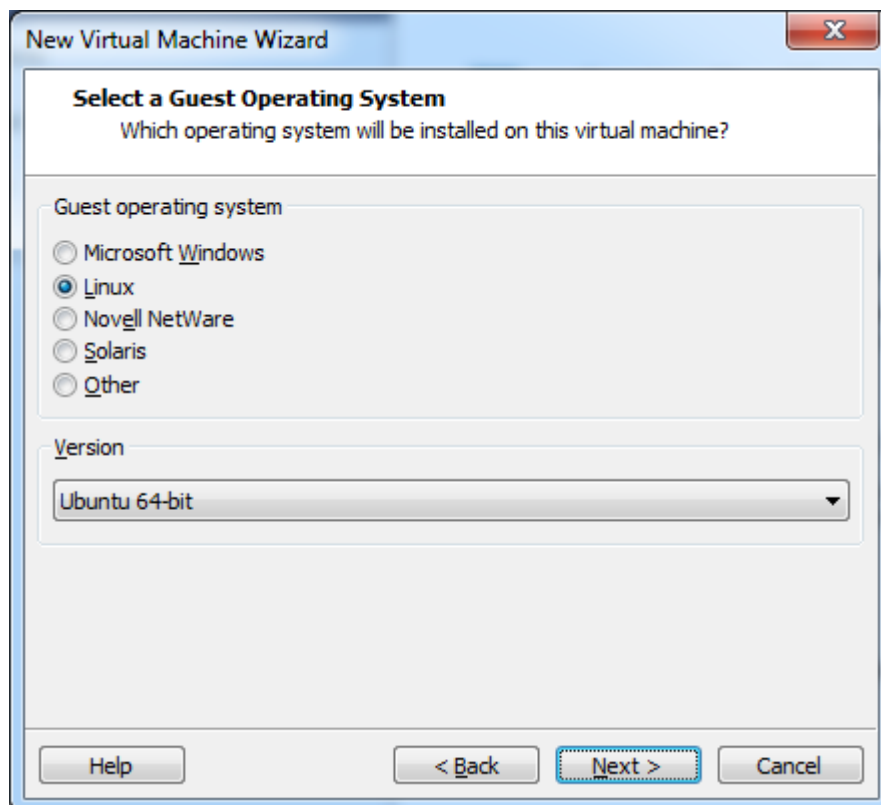 New Virtual Machine Wizard
Select a Guest Operating System
Which operating system will be installed on this virtual machine?
Guest operating system
Microsoft Windows
Linux
Novell NetWare
Solaris
Other
Version
Ubuntu 64-bit
Help
< Back
Next >
Cancel